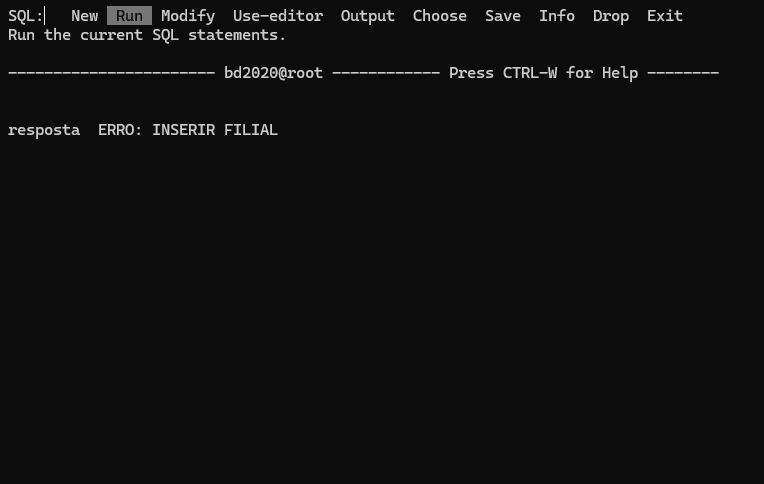 SQL:   New  Run  Modify  Use-editor  Output  Choose  Save  Info  Drop  Exit
Run the current SQL statements.
----------------------- bd2020@root ------------ Press CTRL-W for Help --------
resposta  ERRO: INSERIR FILIAL